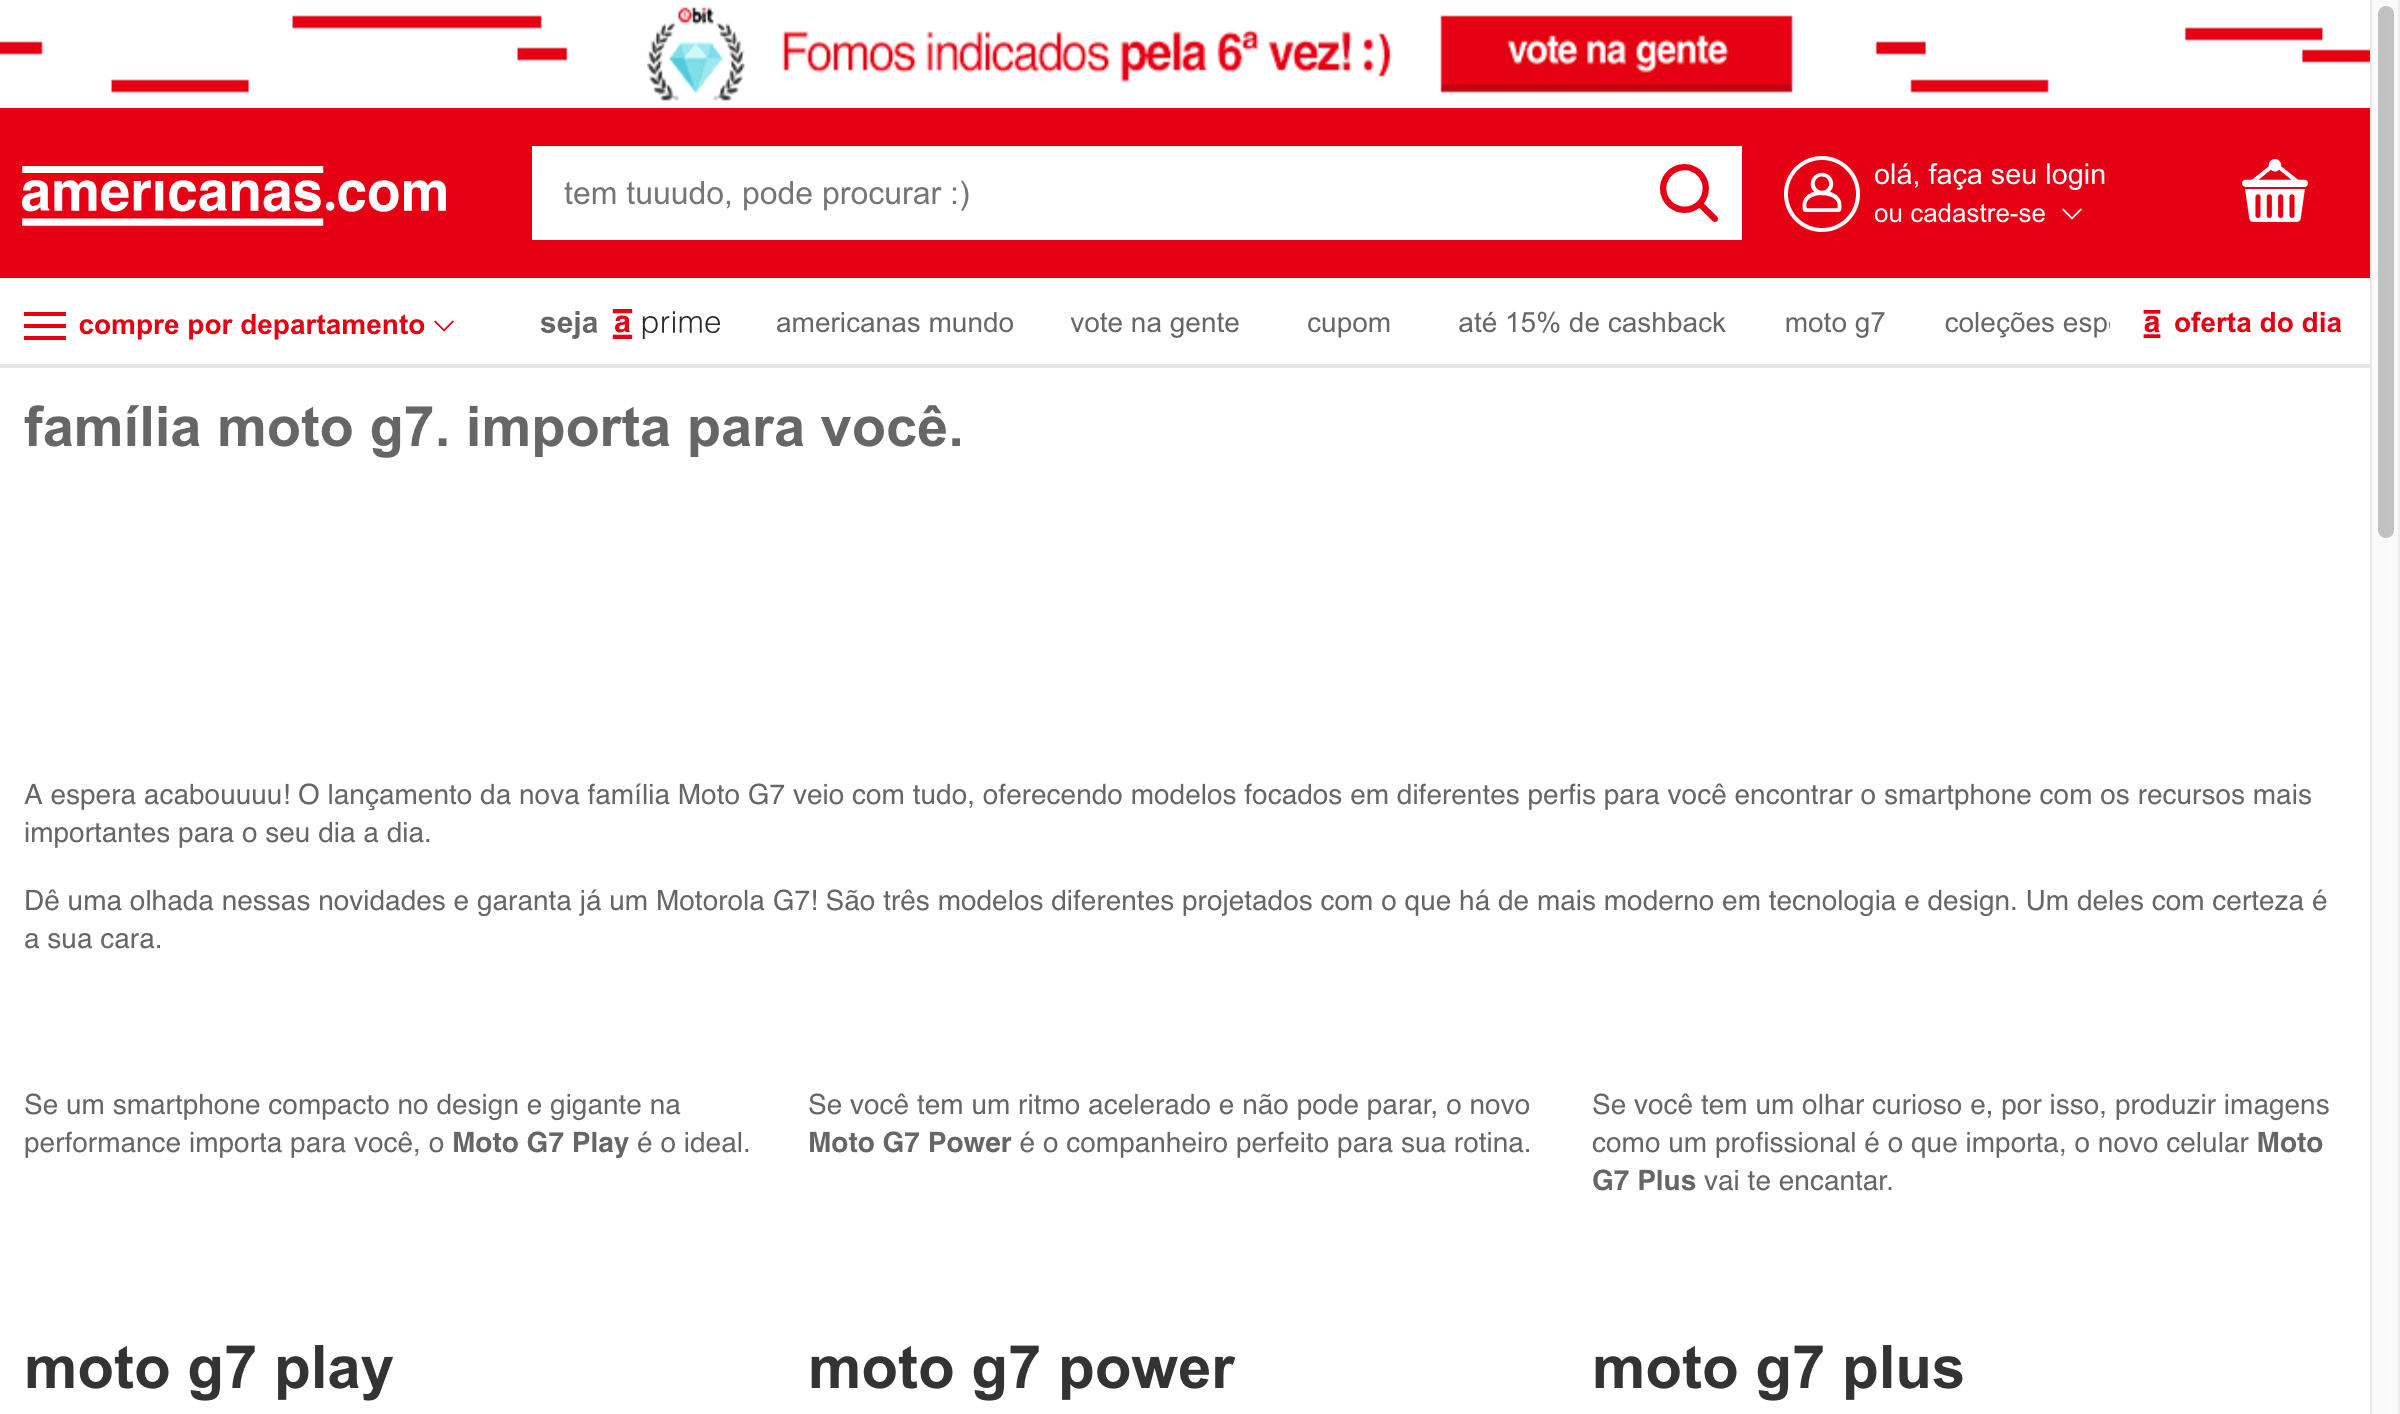 ebit
Fomos indicados pela 6ª vez! :)
vote na gente
americanas.com
tem tuuudo, pode procurar :)
olá, faça seu login
ou cadastre-se
compre por departamento
seja a prime
americanas mundo
vote na gente
cupom
até 15% de cashback
moto g7
coleções esp
a oferta do dia
família moto g7. importa para você.
A espera acabouuuu! O lançamento da nova família Moto G7 veio com tudo, oferecendo modelos focados em diferentes perfis para você encontrar o smartphone com os recursos mais
importantes para o seu dia a dia.
Dê uma olhada nessas novidades e garanta já um Motorola G7! São três modelos diferentes projetados com o que há de mais moderno em tecnologia e design. Um deles com certeza é
a sua cara.
Se um smartphone compacto no design e gigante na
performance importa para você, o Moto G7 Play é o ideal.
Se você tem um ritmo acelerado e não pode parar, o novo
Moto G7 Power é o companheiro perfeito para sua rotina.
Se você tem um olhar curioso e, por isso, produzir imagens
como um profissional é o que importa, o novo celular Moto
G7 Plus vai te encantar.
moto g7 play
moto g7 power
moto g7 plus